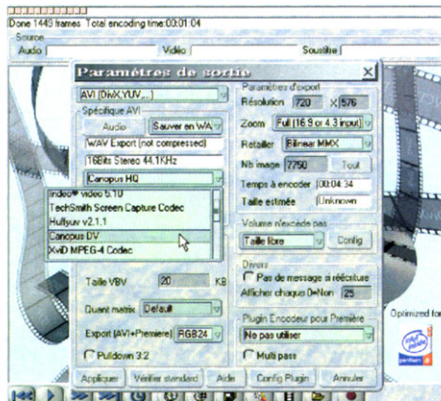 Done 1449 frames Total encoding time:00:01:04
Source
Audio
Vidéo
Soustitre
Paramétres de sortie
AVI (DivX,YUV,...)
Spécifique AVI
Audio
Sauver en WA
WAV Export (not compressed)
16Bits Stereo 44.1KHz
Canopus HQ
Indeo® video 5.10
TechSmith Screen Capture Codec
Huffyuv v2.1.1
Canopus DV
XviD MPEG-4 Codec
Taille VBV 20 KB
Quant matrix Default
Export (AVI+Premiere) RGB24
Pulldown 3:2
Paramétres d'export
Résolution 720 X 576
Zoom Full (16:9 or 4:3 input)
Retailler Bilinear MMX
Nb image 7750 Tout
Temps à encoder 00:04:34
Taille estimée Unknown
Volume n'excède pas
Taille libre Config
Divers
Pas de message si réécriture
Afficher chaque 0=Non 25
Plugin Encodeur pour Première
No pas utiliser
Multi pass
Appliquer Vérifier standard Aide Config Plugin Annuler
Optimized for